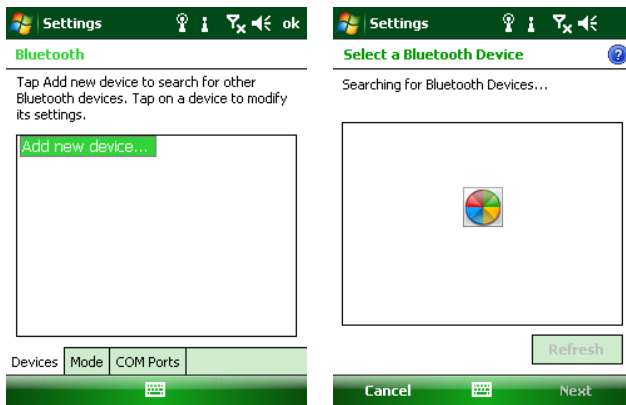 Settings ok
Bluetooth
Tap Add new device to search for other
Bluetooth devices. Tap on a device to modify
its settings.
Add new device...
Devices Mode COM Ports
Settings
Select a Bluetooth Device ?
Searching for Bluetooth Devices...
Refresh
Cancel Next